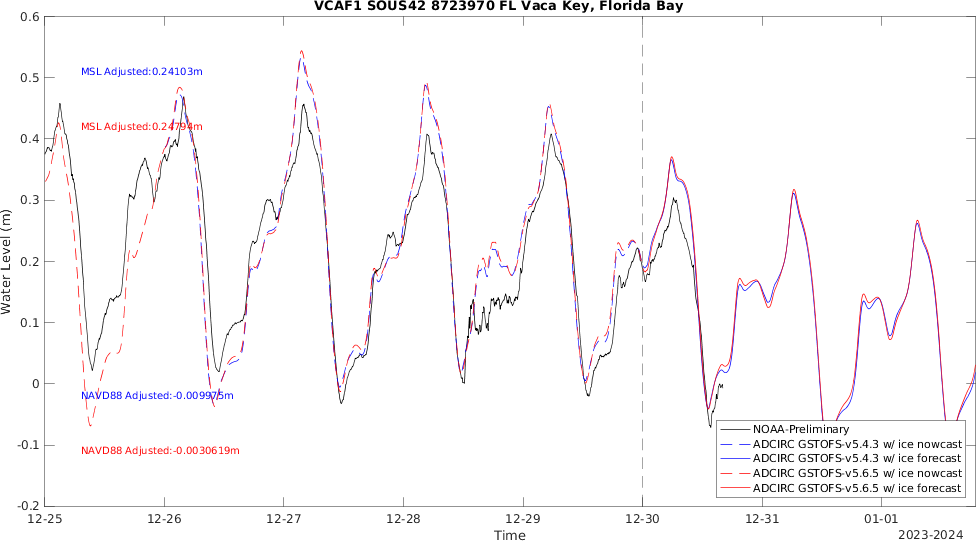 VCAF1 SOUS42 8723970 FL Vaca Key, Florida Bay
0.6
0.5
0.4
0.3
0.2
0.1
0
-0.1
-0.2
Water Level (m)
MSL Adjusted:0.24103m
MSL Adjusted:0.24794m
NAVD88 Adjusted:-0.009975m
NAVD88 Adjusted:-0.0030619m
NOAA-Preliminary
ADCIRC GSTOFS-v5.4.3 w/ ice nowcast
ADCIRC GSTOFS-v5.4.3 w/ ice forecast
ADCIRC GSTOFS-v5.6.5 w/ ice nowcast
ADCIRC GSTOFS-v5.6.5 w/ ice forecast
12-25 12-26 12-27 12-28 12-29 12-30 12-31 01-01
Time
2023-2024